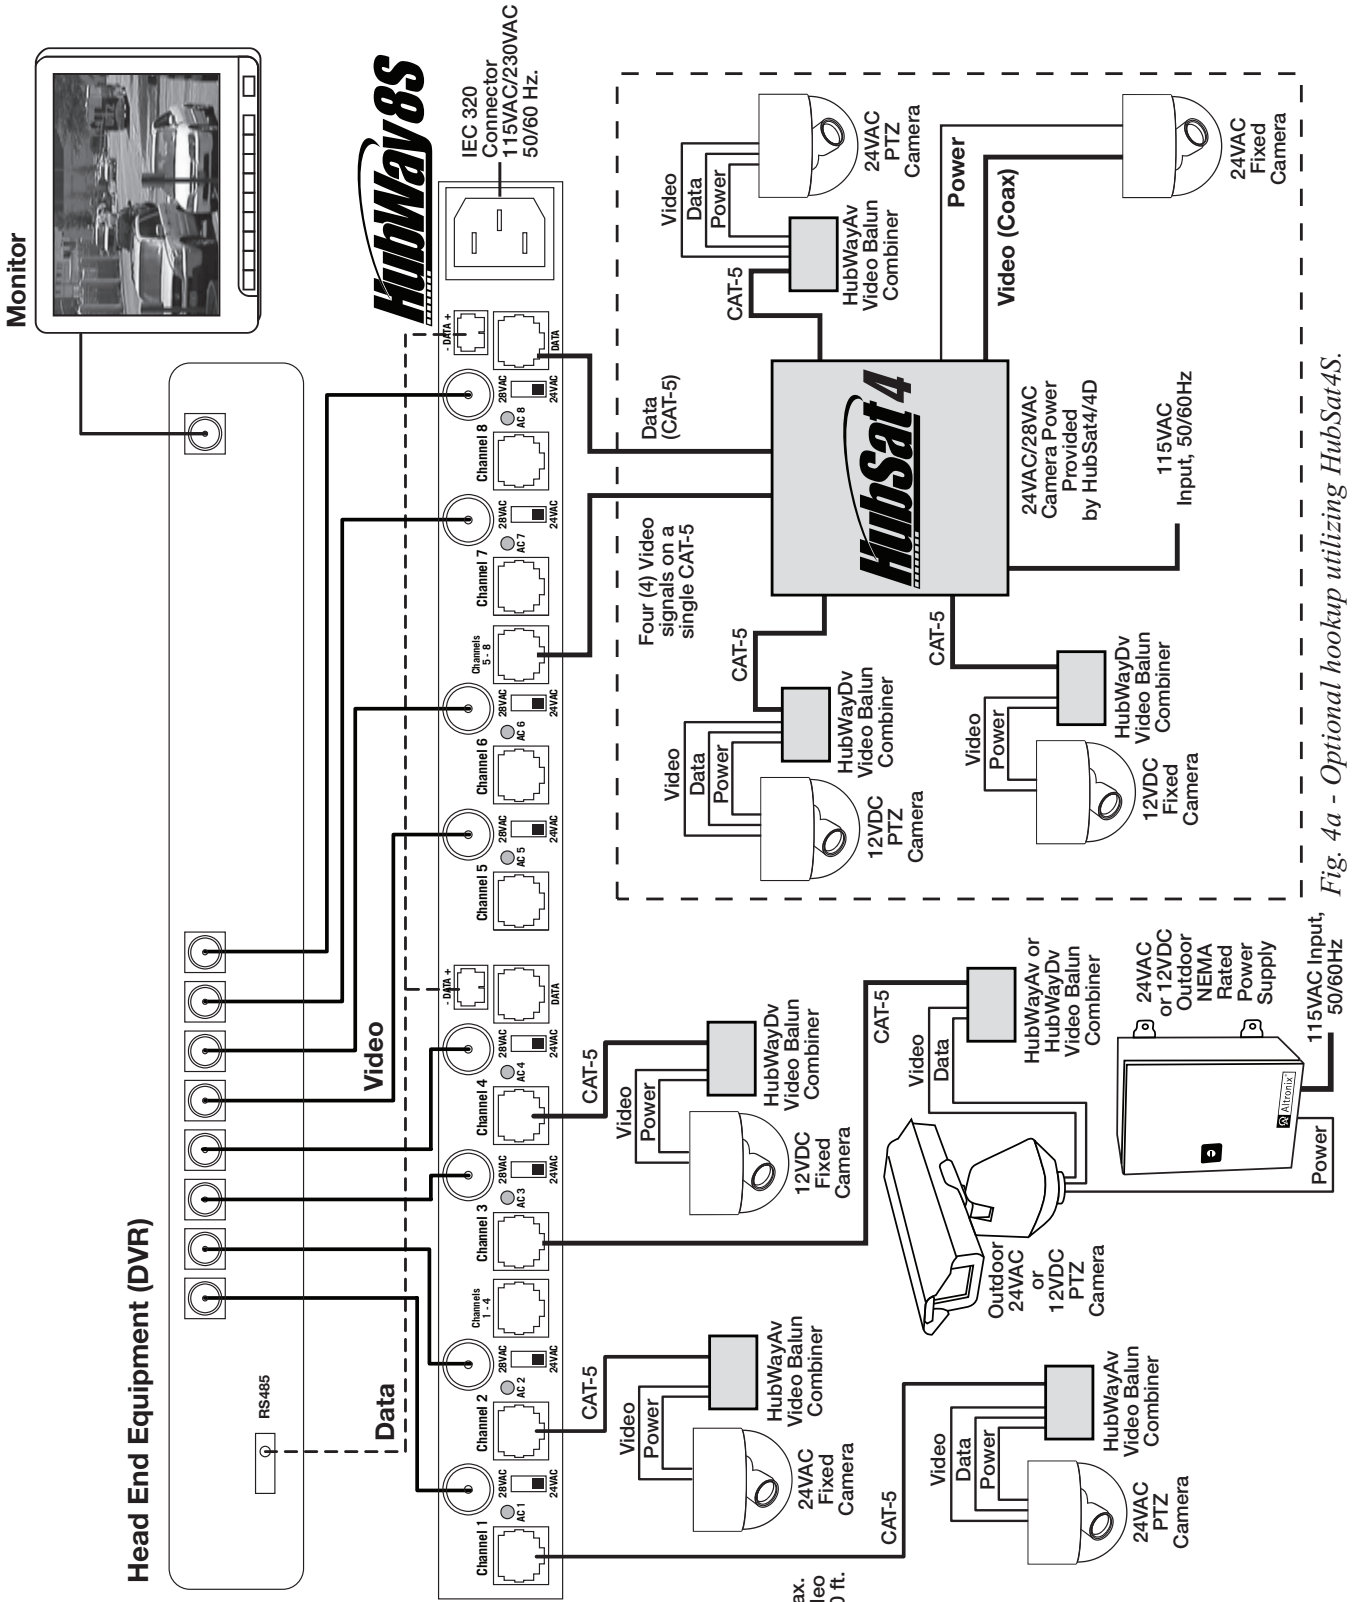 Head End Equipment (DVR)
Monitor
RS485
Data
Video
HubWay 8S
IEC 320
Connector
115VAC/230VAC
50/60 Hz.
Channel 1
AC 1
28VAC
24VAC
Channel 2
AC 2
28VAC
24VAC
Channels
1 - 4
Channel 3
AC 3
28VAC
24VAC
Channel 4
AC 4
28VAC
24VAC
- DATA +
DATA
Channel 5
AC 5
28VAC
24VAC
Channel 6
AC 6
28VAC
24VAC
Channels
5 - 8
Channel 7
AC 7
28VAC
24VAC
Channel 8
AC 8
28VAC
24VAC
- DATA +
DATA
CAT-5
Video
Power
24VAC
Fixed
Camera
HubWayAv
Video Balun
Combiner
CAT-5
Video
Data
Power
24VAC
PTZ
Camera
HubWayAv
Video Balun
Combiner
CAT-5
Video
Power
12VDC
Fixed
Camera
HubWayDv
Video Balun
Combiner
CAT-5
Video
Data
Outdoor
24VAC
or
12VDC
PTZ
Camera
HubWayAv or
HubWayDv
Video Balun
Combiner
24VAC
or 12VDC
Outdoor
NEMA
Rated
Power
Supply
Altronix
Power
115VAC Input,
50/60Hz
Four (4) Video
signals on a
single CAT-5
Data
(CAT-5)
CAT-5
Video
Data
Power
12VDC
PTZ
Camera
HubWayDv
Video Balun
Combiner
CAT-5
Video
Power
12VDC
Fixed
Camera
HubWayDv
Video Balun
Combiner
HubSat 4
24VAC/28VAC
Camera Power
Provided
by HubSat4/4D
115VAC
Input, 50/60Hz
CAT-5
Video
Data
Power
24VAC
PTZ
Camera
HubWayAv
Video Balun
Combiner
Power
Video (Coax)
24VAC
Fixed
Camera
Fig. 4a - Optional hookup utilizing HubSat4S.